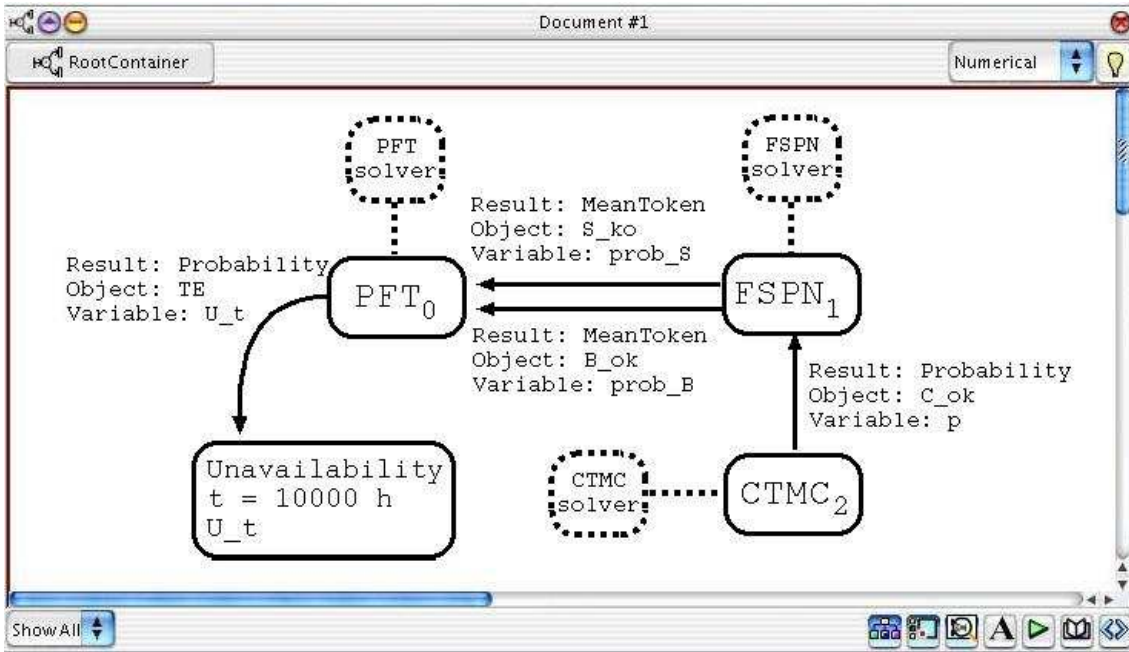 Document #1
RootContainer
Numerical
PFT
solver
FSPN
solver
Result: MeanToken
Object: S_ko
Variable: prob_S
Result: Probability
Object: TE
Variable: U_t
PFT0
FSPN1
Result: MeanToken
Object: B_ok
Variable: prob_B
Result: Probability
Object: C_ok
Variable: p
Unavailability
t = 10000 h
U_t
CTMC
solver
CTMC2
Show All
A